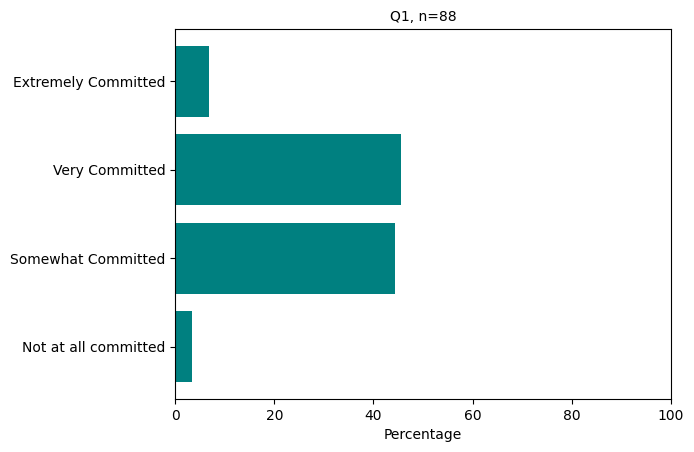 Q1, n=88
Extremely Committed
Very Committed
Somewhat Committed
Not at all committed
0 20 40 60 80 100
Percentage